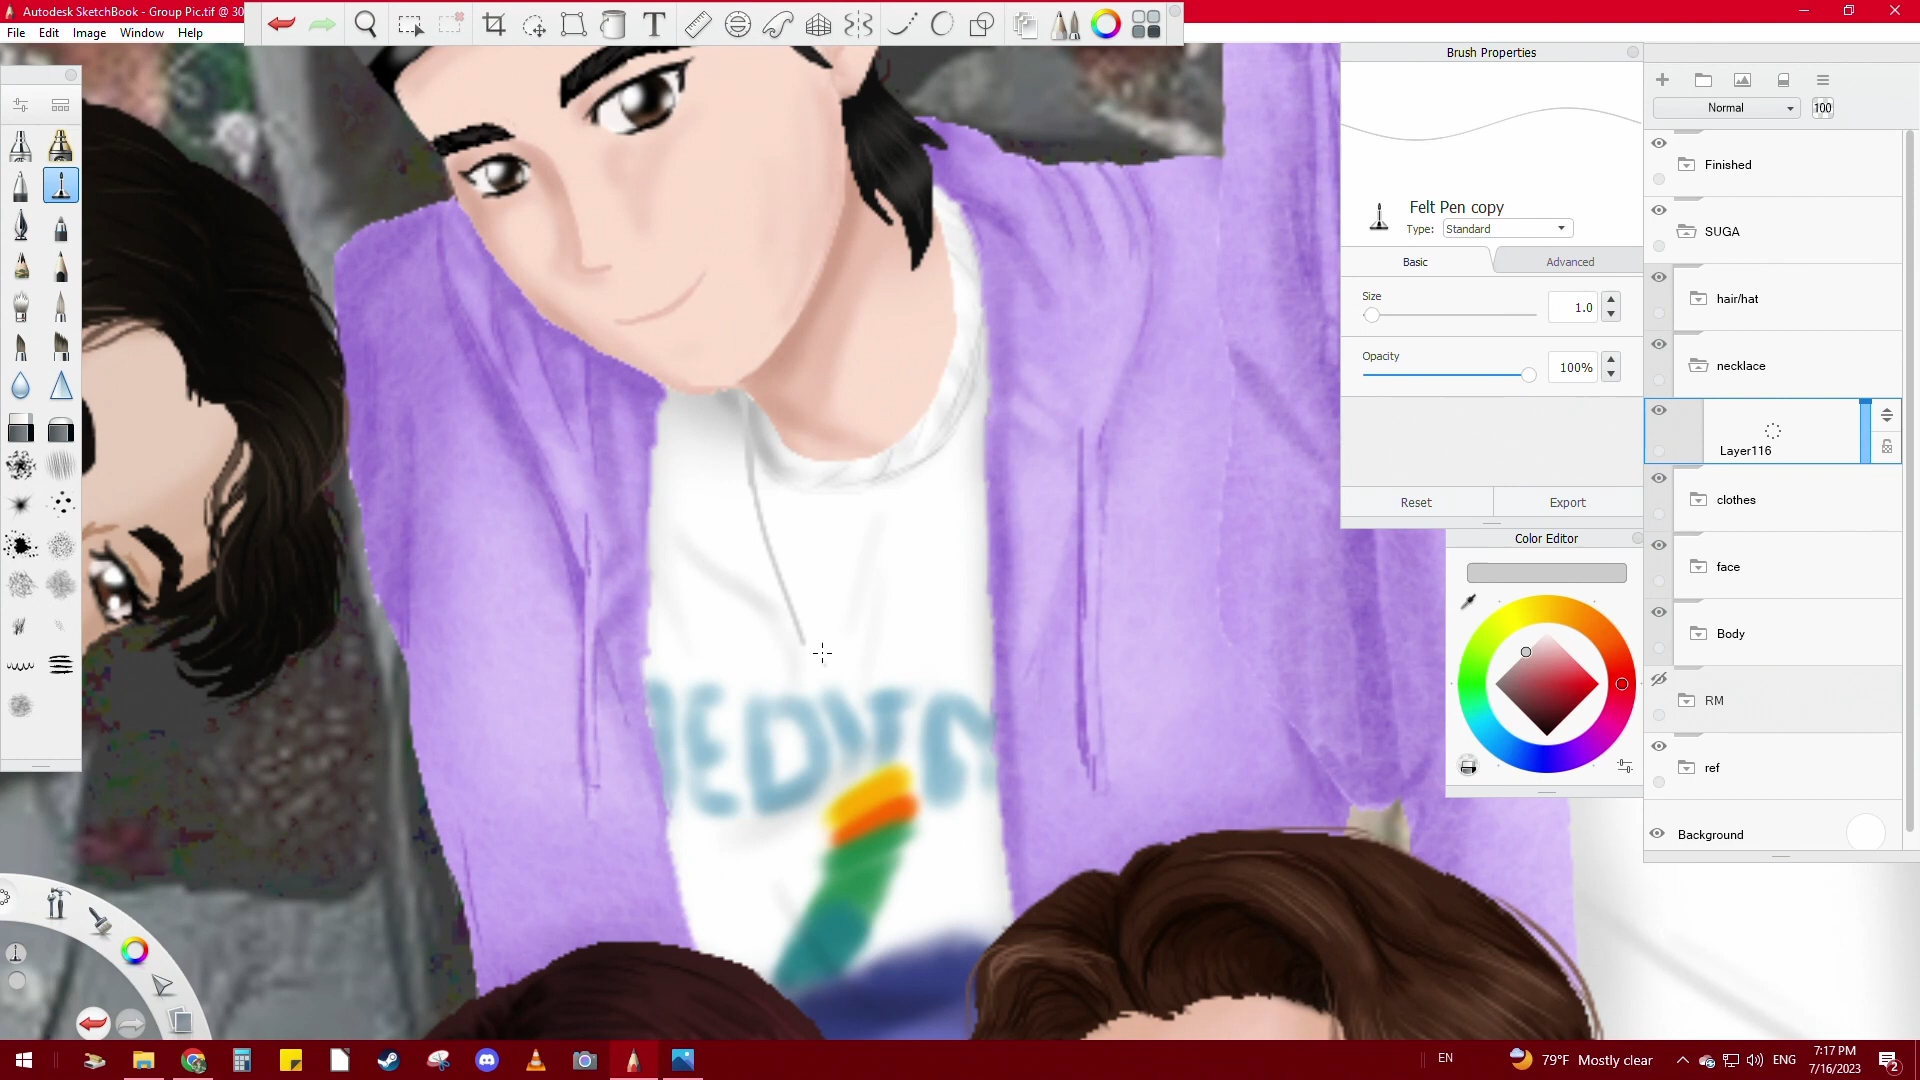 Autodesk SketchBook - Group Pic.tif @ 30
File Edit Image Window Help
T
Brush Properties
Felt Pen copy
Type: Standard
Basic Advanced
Size
1.0
Opacity
100%
Reset Export
Color Editor
Normal 100
Finished
SUGA
hair/hat
necklace
Layer116
clothes
face
Body
RM
ref
Background
EDYN
EN
79°F Mostly clear
ENG
7:17 PM
7/16/2023
2